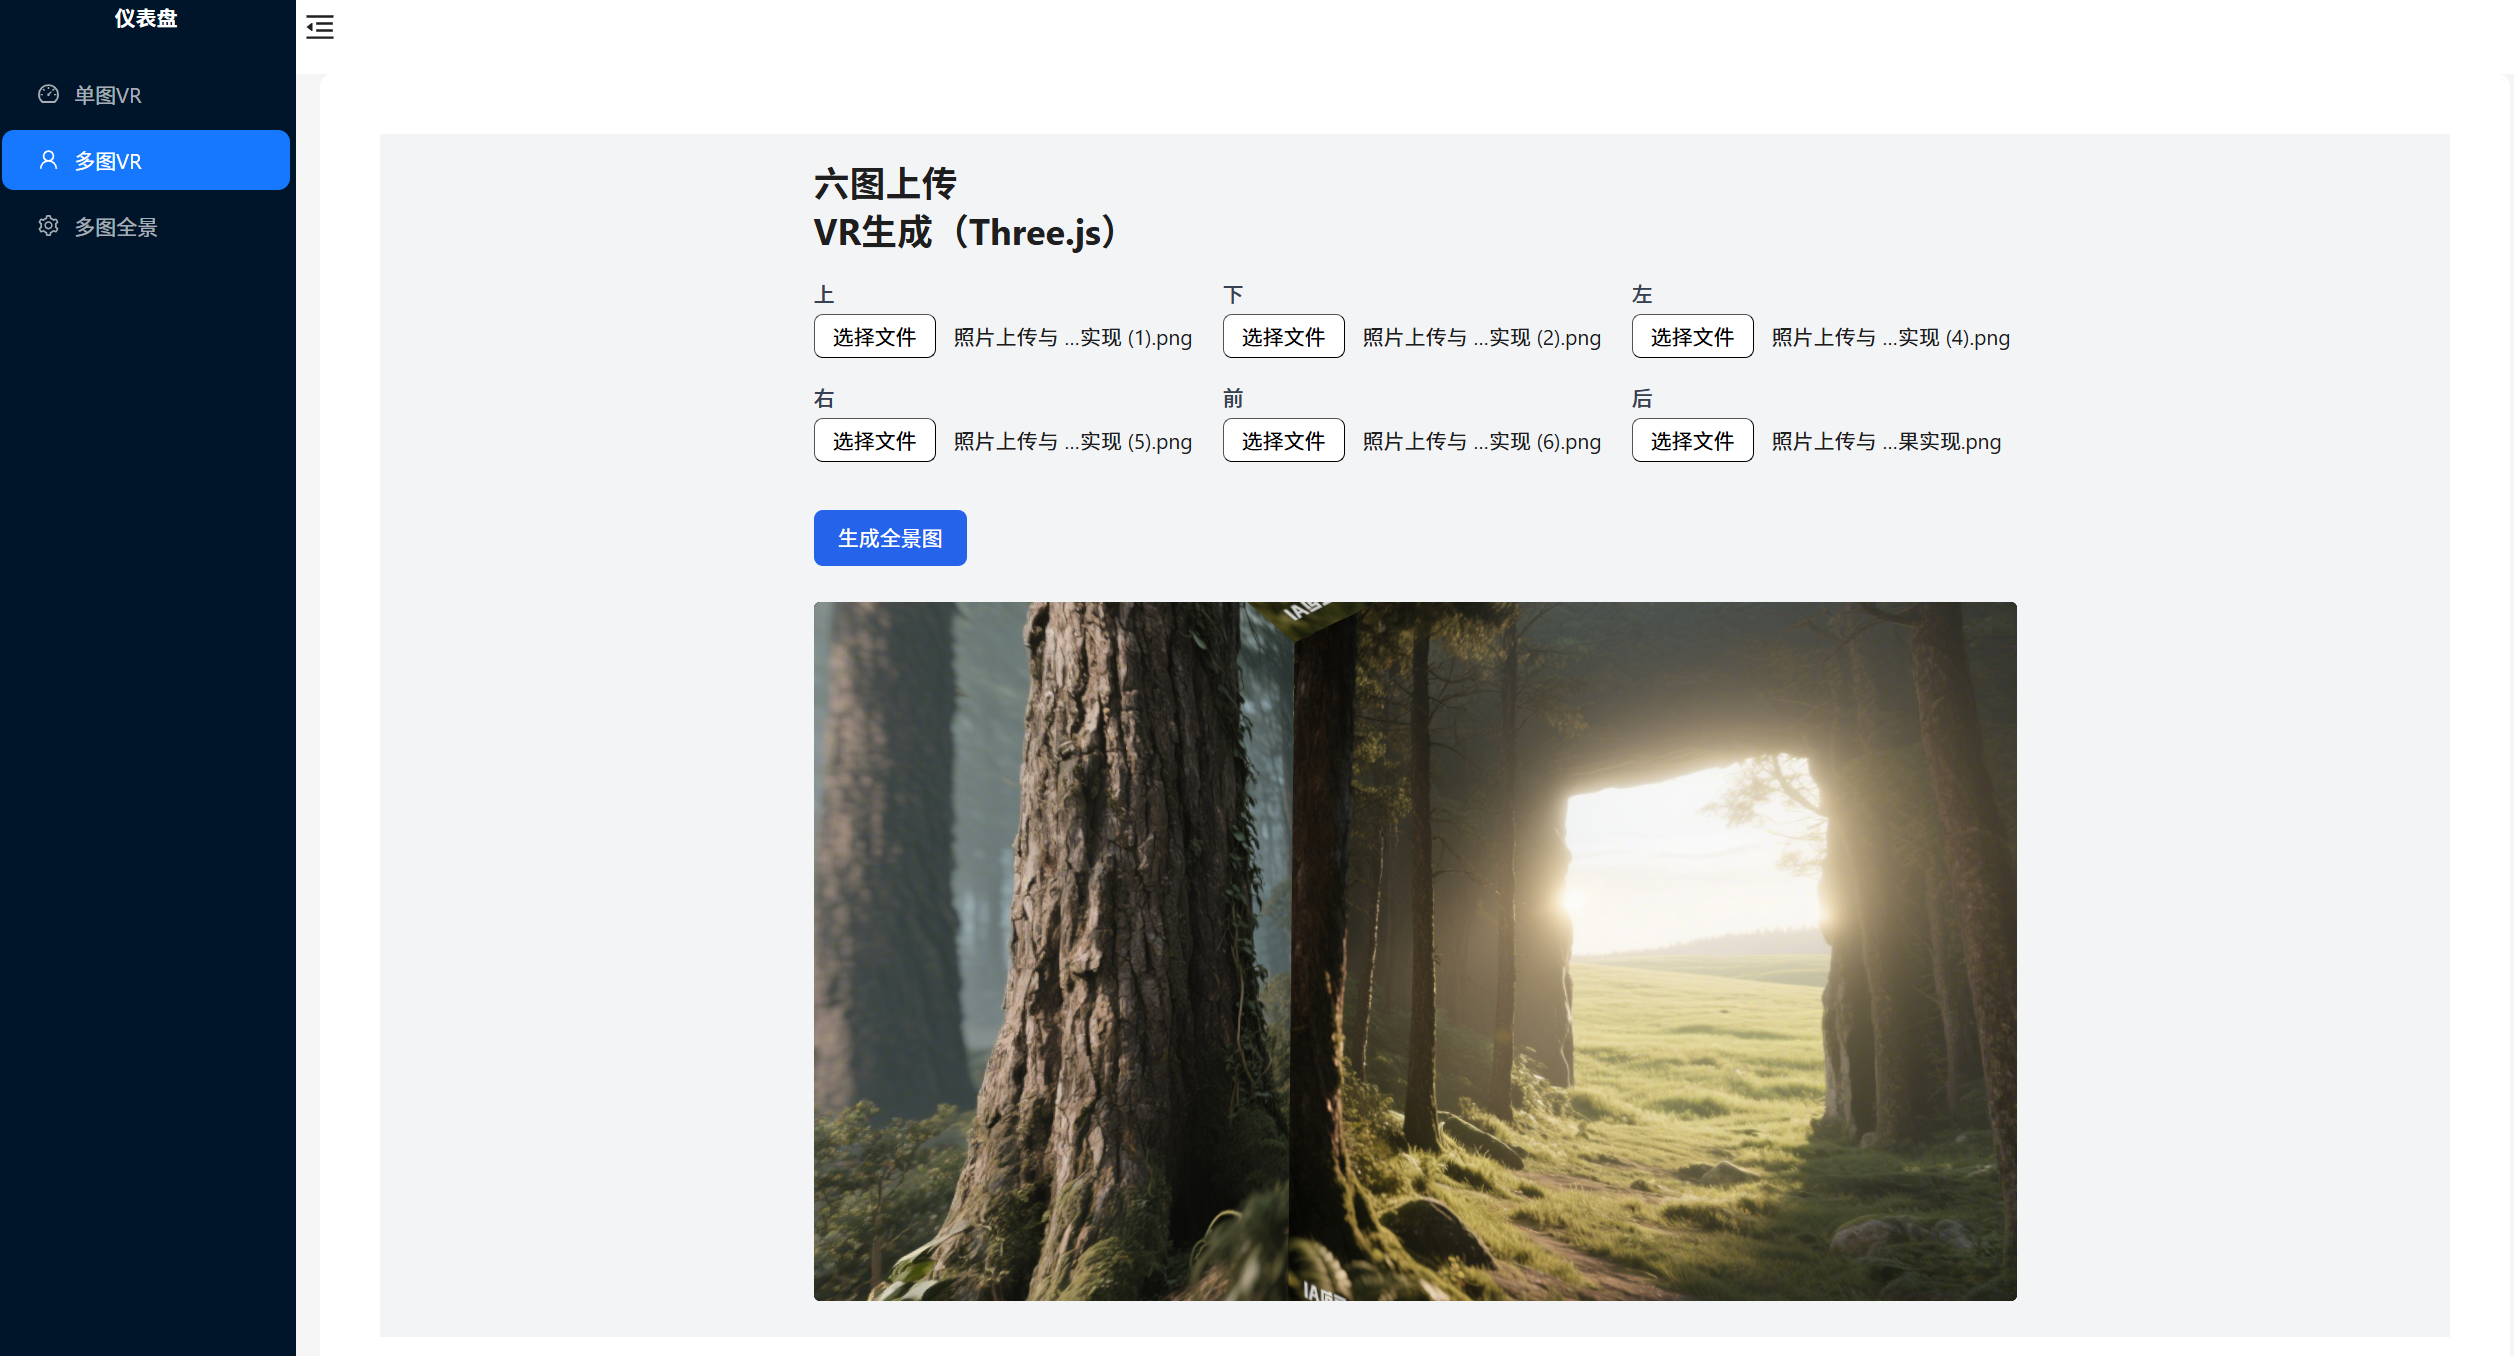 仪表盘
单图VR
多图VR
多图全景
六图上传
VR生成（Three.js）
上
下
左
选择文件 照片上传与 ...实现 (1).png
选择文件 照片上传与 ...实现 (2).png
选择文件 照片上传与 ...实现 (4).png
右
前
后
选择文件 照片上传与 ...实现 (5).png
选择文件 照片上传与 ...实现 (6).png
选择文件 照片上传与 ...果实现.png
生成全景图